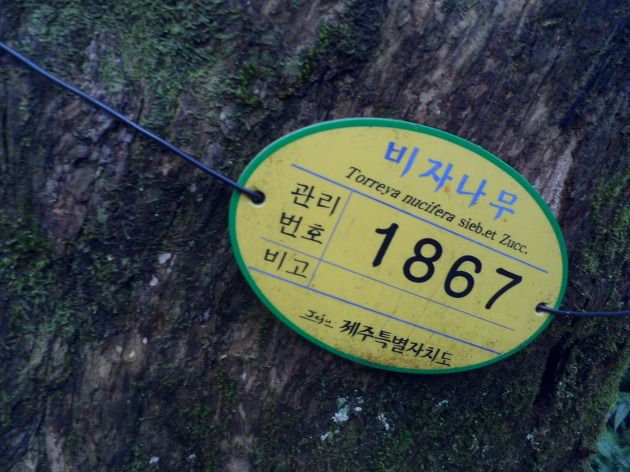 비자나무
Torreya nucifera sieb.et Zucc.
관리
번호
1867
비고
Jeju 제주특별자치도